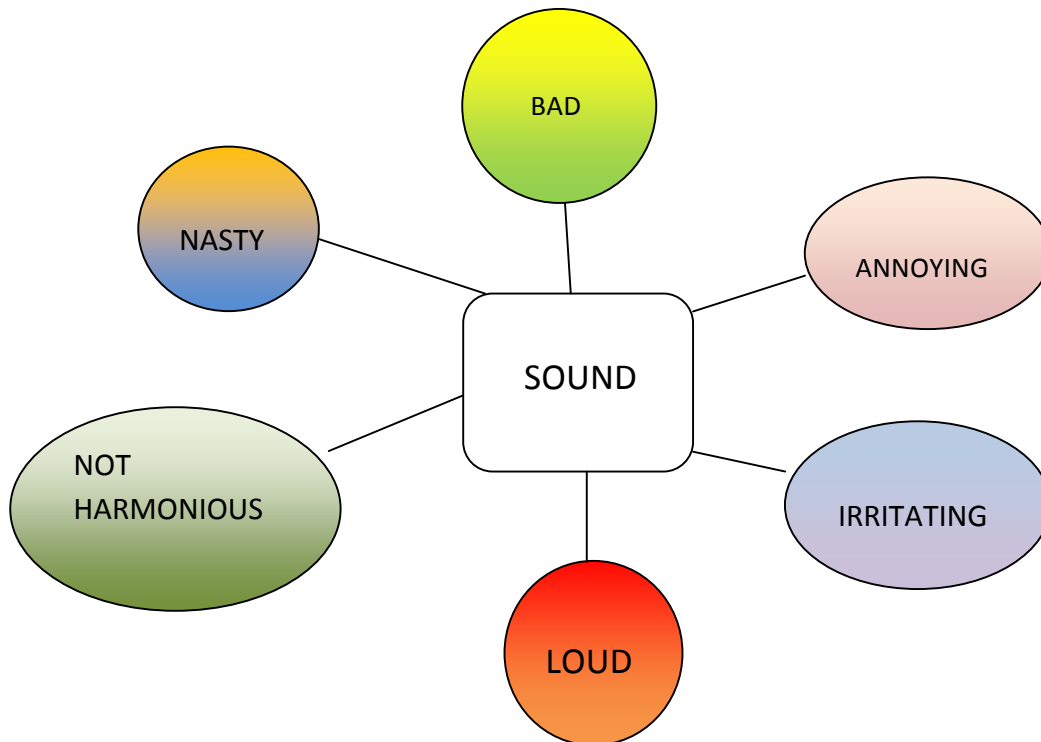 BAD
NASTY
ANNOYING
SOUND
NOT
HARMONIOUS
IRRITATING
LOUD